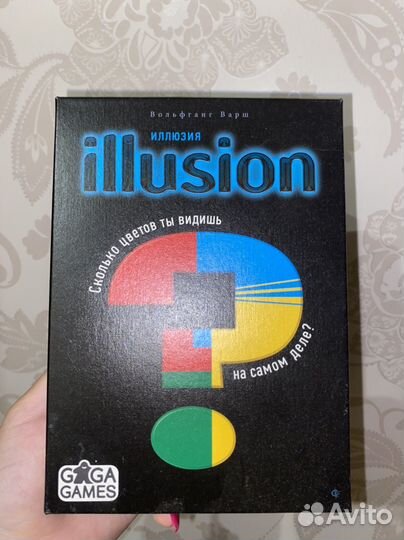 Вольфганг Варш
иллюзия
illusion
Сколько цветов ты видишь
на самом деле?
GAGA
GAMES
Avito